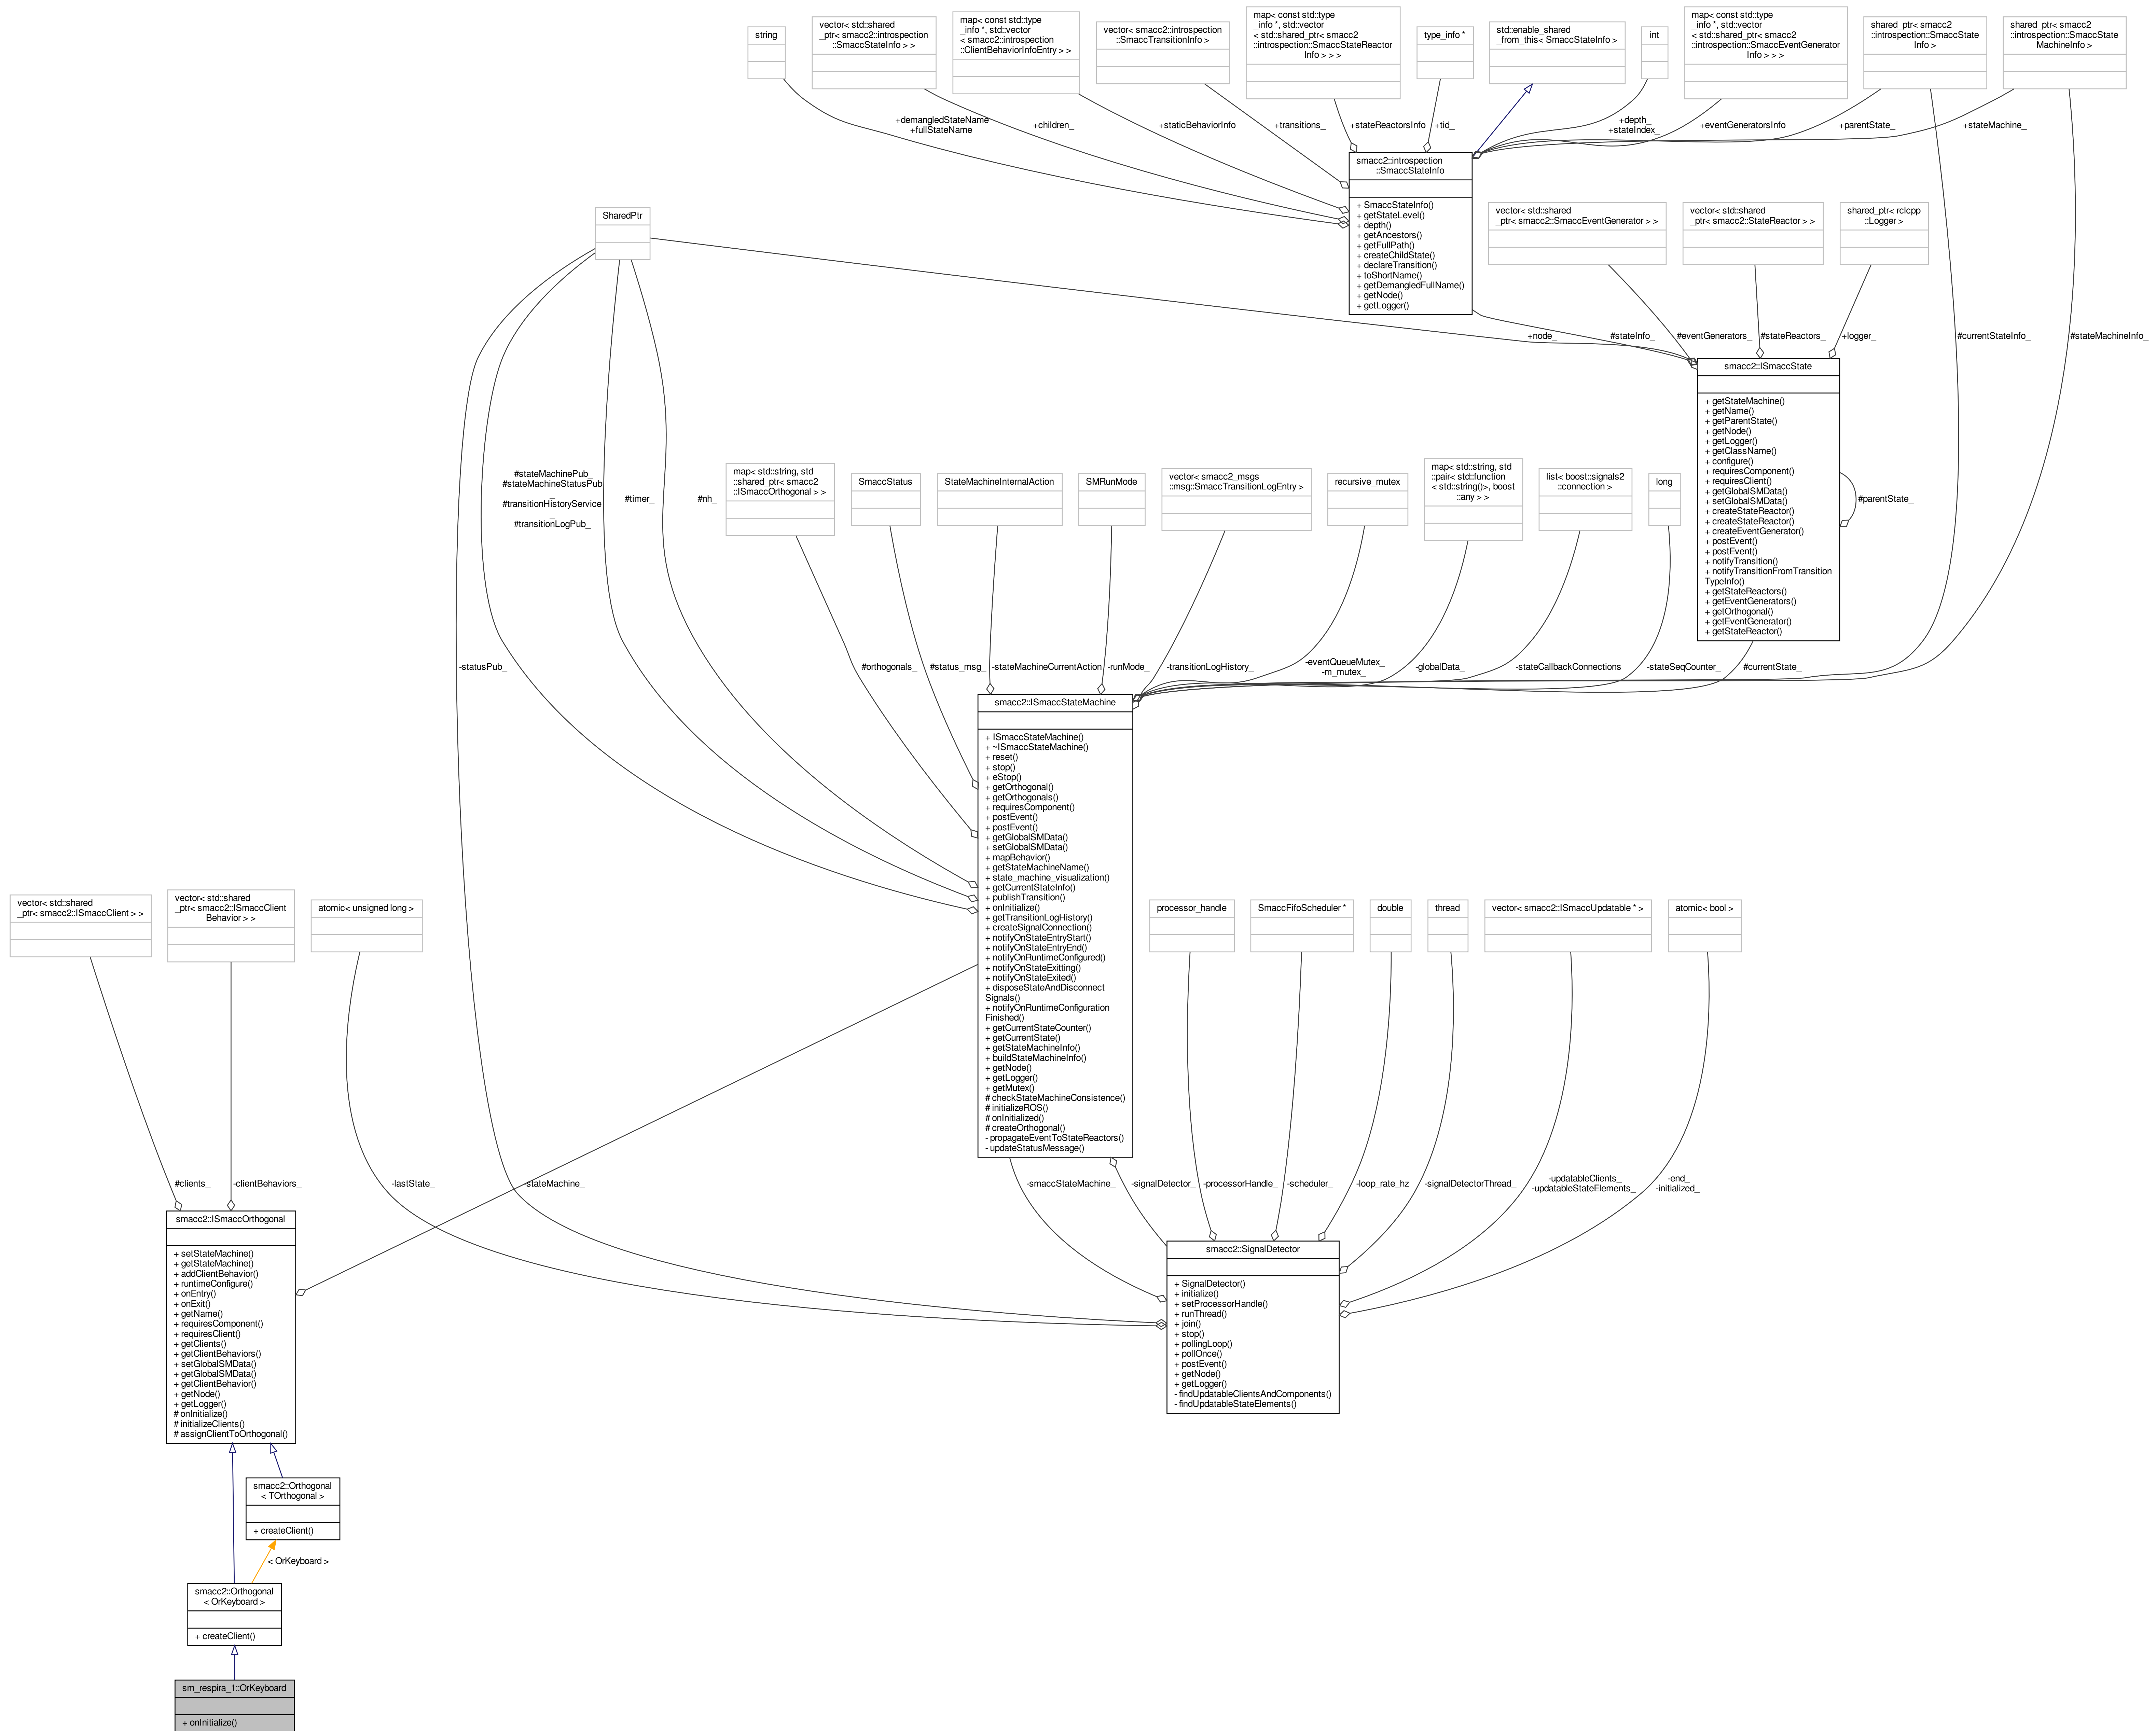 string
vector< std::shared
_ptr< smacc2::introspection
::SmaccStateInfo > >
map< const std::type
_info *, std::vector
< smacc2::introspection
::ClientBehaviorInfoEntry > >
vector< smacc2::introspection
::SmaccTransitionInfo >
map< const std::type
_info *, std::vector
< std::shared_ptr< smacc2
::introspection::SmaccStateReactor
Info > > >
type_info *
std::enable_shared
_from_this< SmaccStateInfo >
int
map< const std::type
_info *, std::vector
< std::shared_ptr< smacc2
::introspection::SmaccEventGenerator
Info > > >
shared_ptr< smacc2
::introspection::SmaccState
Info >
shared_ptr< smacc2
::introspection::SmaccState
MachineInfo >
+demangledStateName
+fullStateName
+children_
+staticBehaviorInfo
+transitions_
+stateReactorsInfo
+tid_
+depth_
+stateIndex_
+eventGeneratorsInfo
+parentState_
+stateMachine_
smacc2::introspection
::SmaccStateInfo
+ SmaccStateInfo()
+ getStateLevel()
+ depth()
+ getAncestors()
+ getFullPath()
+ createChildState()
+ declareTransition()
+ toShortName()
+ getDemangledFullName()
+ getNode()
+ getLogger()
SharedPtr
vector< std::shared
_ptr< smacc2::SmaccEventGenerator > >
vector< std::shared
_ptr< smacc2::StateReactor > >
shared_ptr< rclcpp
::Logger >
+node_
#stateInfo_
#eventGenerators_
#stateReactors_
+logger_
#currentStateInfo_
#stateMachineInfo_
smacc2::ISmaccState
+ getStateMachine()
+ getName()
+ getParentState()
+ getNode()
+ getLogger()
+ getClassName()
+ configure()
+ requiresComponent()
+ requiresClient()
+ getGlobalSMData()
+ setGlobalSMData()
+ createStateReactor()
+ createStateReactor()
+ createEventGenerator()
+ postEvent()
+ postEvent()
+ notifyTransition()
+ notifyTransitionFromTransition
TypeInfo()
+ getStateReactors()
+ getEventGenerators()
+ getOrthogonal()
+ getEventGenerator()
+ getStateReactor()
#parentState_
#stateMachinePub_
#stateMachineStatusPub
_
#transitionHistoryService
_
#transitionLogPub_
#timer_
#nh_
map< std::string, std
::shared_ptr< smacc2
::ISmaccOrthogonal > >
SmaccStatus
StateMachineInternalAction
SMRunMode
vector< smacc2_msgs
::msg::SmaccTransitionLogEntry >
recursive_mutex
map< std::string, std
::pair< std::function
< std::string()>, boost
::any > >
list< boost::signals2
::connection >
long
-statusPub_
#orthogonals_
#status_msg_
-stateMachineCurrentAction
-runMode_
-transitionLogHistory_
-eventQueueMutex_
-m_mutex_
-globalData_
-stateCallbackConnections
-stateSeqCounter_
#currentState_
smacc2::ISmaccStateMachine
+ ISmaccStateMachine()
+ ~ISmaccStateMachine()
+ reset()
+ stop()
+ eStop()
+ getOrthogonal()
+ getOrthogonals()
+ requiresComponent()
+ postEvent()
+ postEvent()
+ getGlobalSMData()
+ setGlobalSMData()
+ mapBehavior()
+ getStateMachineName()
+ state_machine_visualization()
+ getCurrentStateInfo()
+ publishTransition()
+ onInitialize()
+ getTransitionLogHistory()
+ createSignalConnection()
+ notifyOnStateEntryStart()
+ notifyOnStateEntryEnd()
+ notifyOnRuntimeConfigured()
+ notifyOnStateExitting()
+ notifyOnStateExited()
+ disposeStateAndDisconnect
Signals()
+ notifyOnRuntimeConfiguration
Finished()
+ getCurrentStateCounter()
+ getCurrentState()
+ getStateMachineInfo()
+ buildStateMachineInfo()
+ getNode()
+ getLogger()
+ getMutex()
# checkStateMachineConsistence()
# initializeROS()
# onInitialized()
# createOrthogonal()
- propagateEventToStateReactors()
- updateStatusMessage()
vector< std::shared
_ptr< smacc2::ISmaccClient > >
vector< std::shared
_ptr< smacc2::ISmaccClient
Behavior > >
atomic< unsigned long >
processor_handle
SmaccFifoScheduler *
double
thread
vector< smacc2::ISmaccUpdatable * >
atomic< bool >
#clients_
-clientBehaviors_
-lastState_
-stateMachine_
-smaccStateMachine_
-signalDetector_
-processorHandle_
-scheduler_
-loop_rate_hz
-signalDetectorThread_
-updatableClients_
-updatableStateElements_
-end_
-initialized_
smacc2::ISmaccOrthogonal
+ setStateMachine()
+ getStateMachine()
+ addClientBehavior()
+ runtimeConfigure()
+ onEntry()
+ onExit()
+ getName()
+ requiresComponent()
+ requiresClient()
+ getClients()
+ getClientBehaviors()
+ setGlobalSMData()
+ getGlobalSMData()
+ getClientBehavior()
+ getNode()
+ getLogger()
# onInitialize()
# initializeClients()
# assignClientToOrthogonal()
smacc2::SignalDetector
+ SignalDetector()
+ initialize()
+ setProcessorHandle()
+ runThread()
+ join()
+ stop()
+ pollingLoop()
+ pollOnce()
+ postEvent()
+ getNode()
+ getLogger()
- findUpdatableClientsAndComponents()
- findUpdatableStateElements()
smacc2::Orthogonal
< TOrthogonal >
+ createClient()
< OrKeyboard >
smacc2::Orthogonal
< OrKeyboard >
+ createClient()
sm_respira_1::OrKeyboard
+ onInitialize()